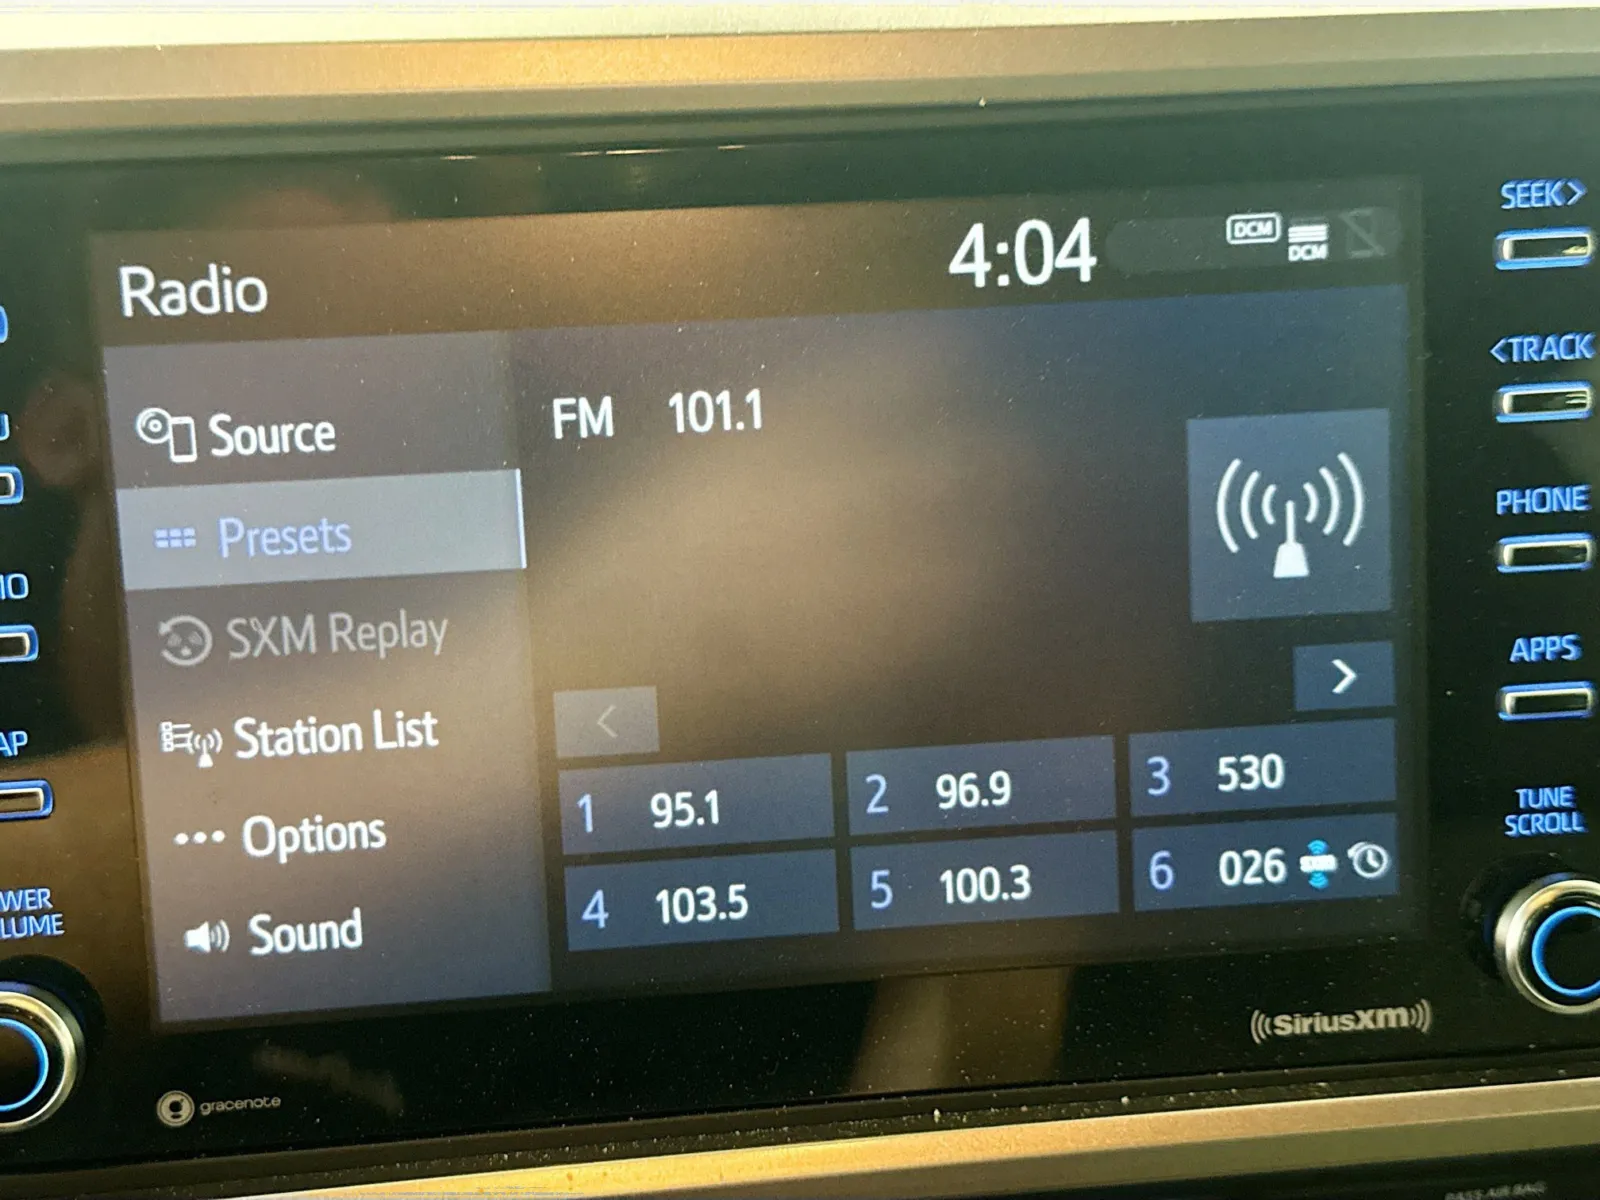 Radio
4:04
DCM
DCM
Source
Presets
SXM Replay
Station List
Options
Sound
FM 101.1
<
>
1 95.1
2 96.9
3 530
4 103.5
5 100.3
6 026
SEEK>
<TRACK
PHONE
APPS
TUNE
SCROLL
IO
AP
WER
LUME
SiriusXM
gracenote